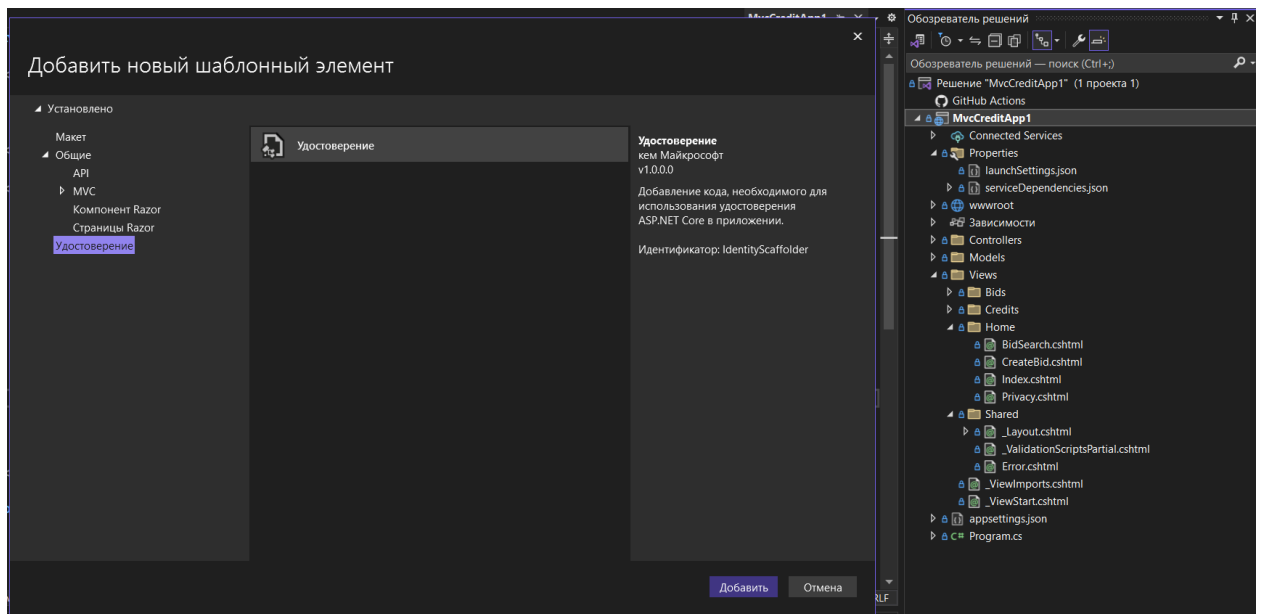 Добавить новый шаблонный элемент
Установлено
Макет
Общие
API
MVC
Компонент Razor
Страницы Razor
Удостоверение
Удостоверение
Удостоверение
кем Майкрософт
v1.0.0.0
Добавление кода, необходимого для
использования удостоверения
ASP.NET Core в приложении.
Идентификатор: IdentityScaffolder
Добавить
Отмена
Обозреватель решений
Обозреватель решений — поиск (Ctrl+;)
Решение "MvcCreditApp1" (1 проекта 1)
GitHub Actions
MvcCreditApp1
Connected Services
Properties
launchSettings.json
serviceDependencies.json
wwwroot
Зависимости
Controllers
Models
Views
Bids
Credits
Home
BidSearch.cshtml
CreateBid.cshtml
Index.cshtml
Privacy.cshtml
Shared
_Layout.cshtml
_ValidationScriptsPartial.cshtml
Error.cshtml
_ViewImports.cshtml
_ViewStart.cshtml
appsettings.json
C# Program.cs